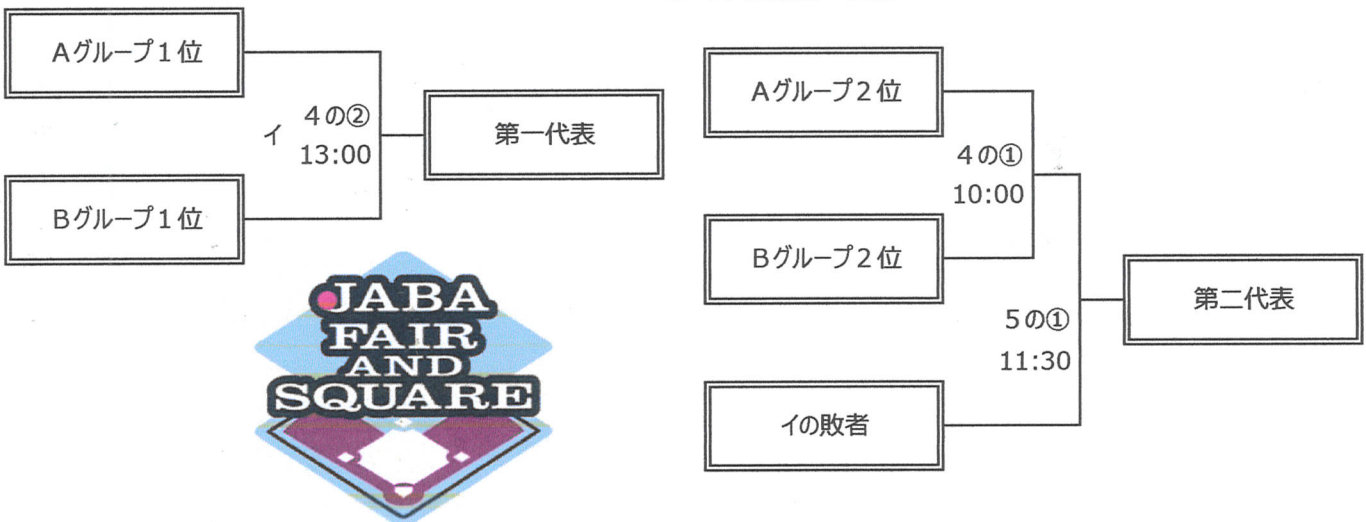 Aグループ1位
イ
4の②
13:00
第一代表
Bグループ1位
Aグループ2位
4の①
10:00
Bグループ2位
5の①
11:30
第二代表
イの敗者
JABA
FAIR
AND
SQUARE